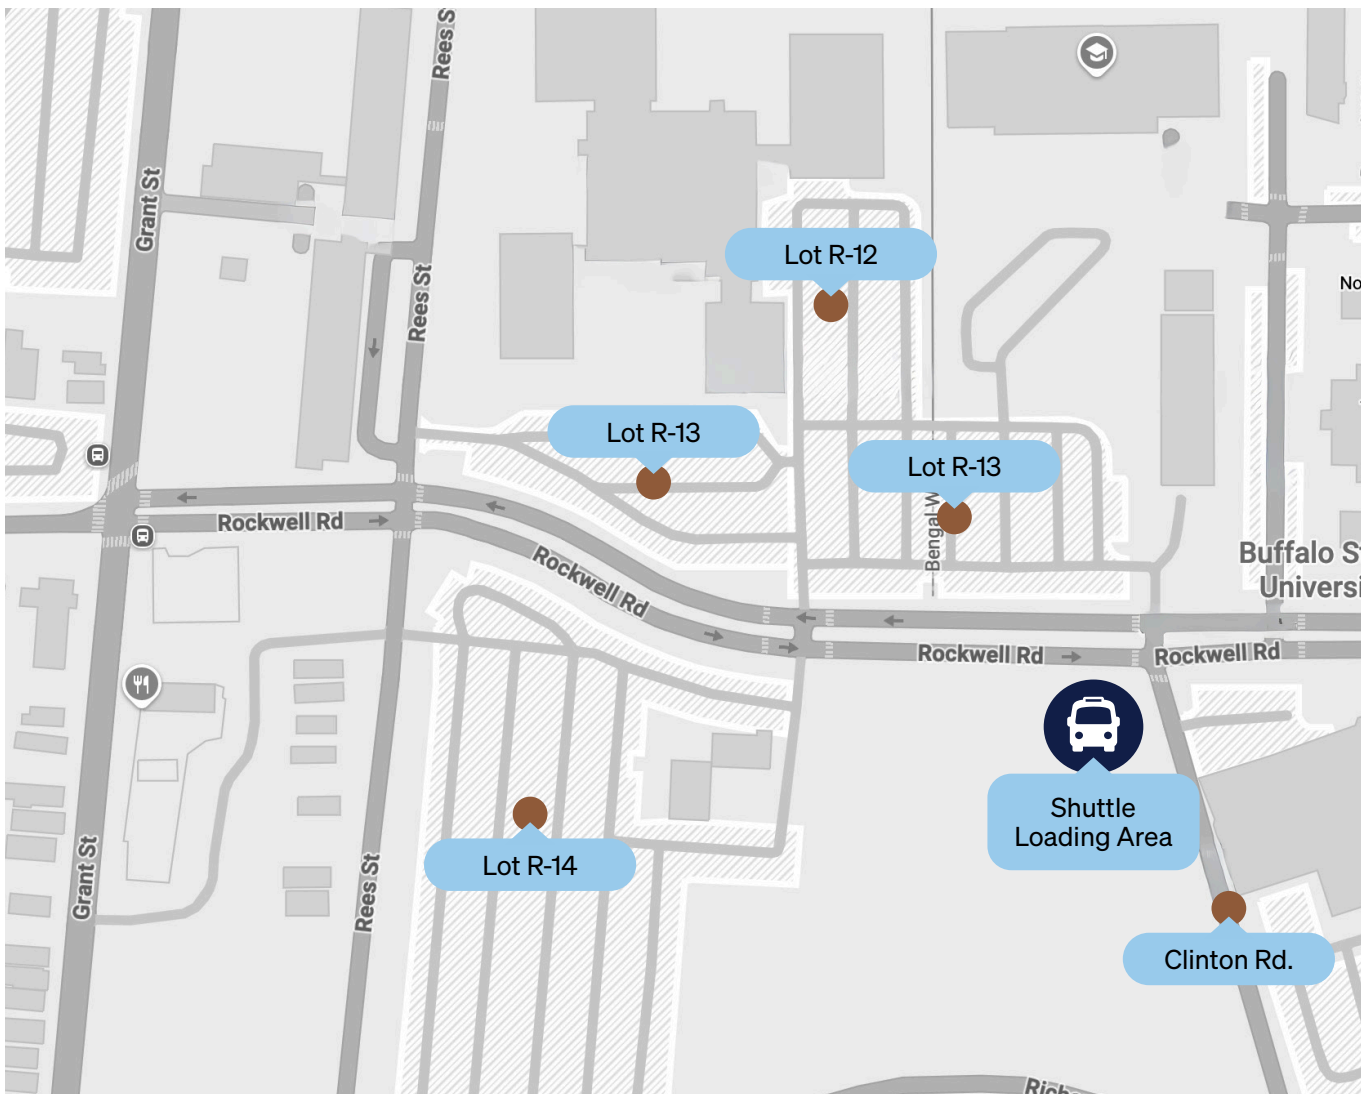 Rees S
Grant St
Lot R-12
No
Rees St
Lot R-13
Lot R-13
Bengal W
Rockwell Rd
Rockwell Rd
Buffalo St
Universi
Rockwell Rd
Rockwell Rd
Shuttle
Loading Area
Lot R-14
Grant St
Rees St
Clinton Rd.
Rich